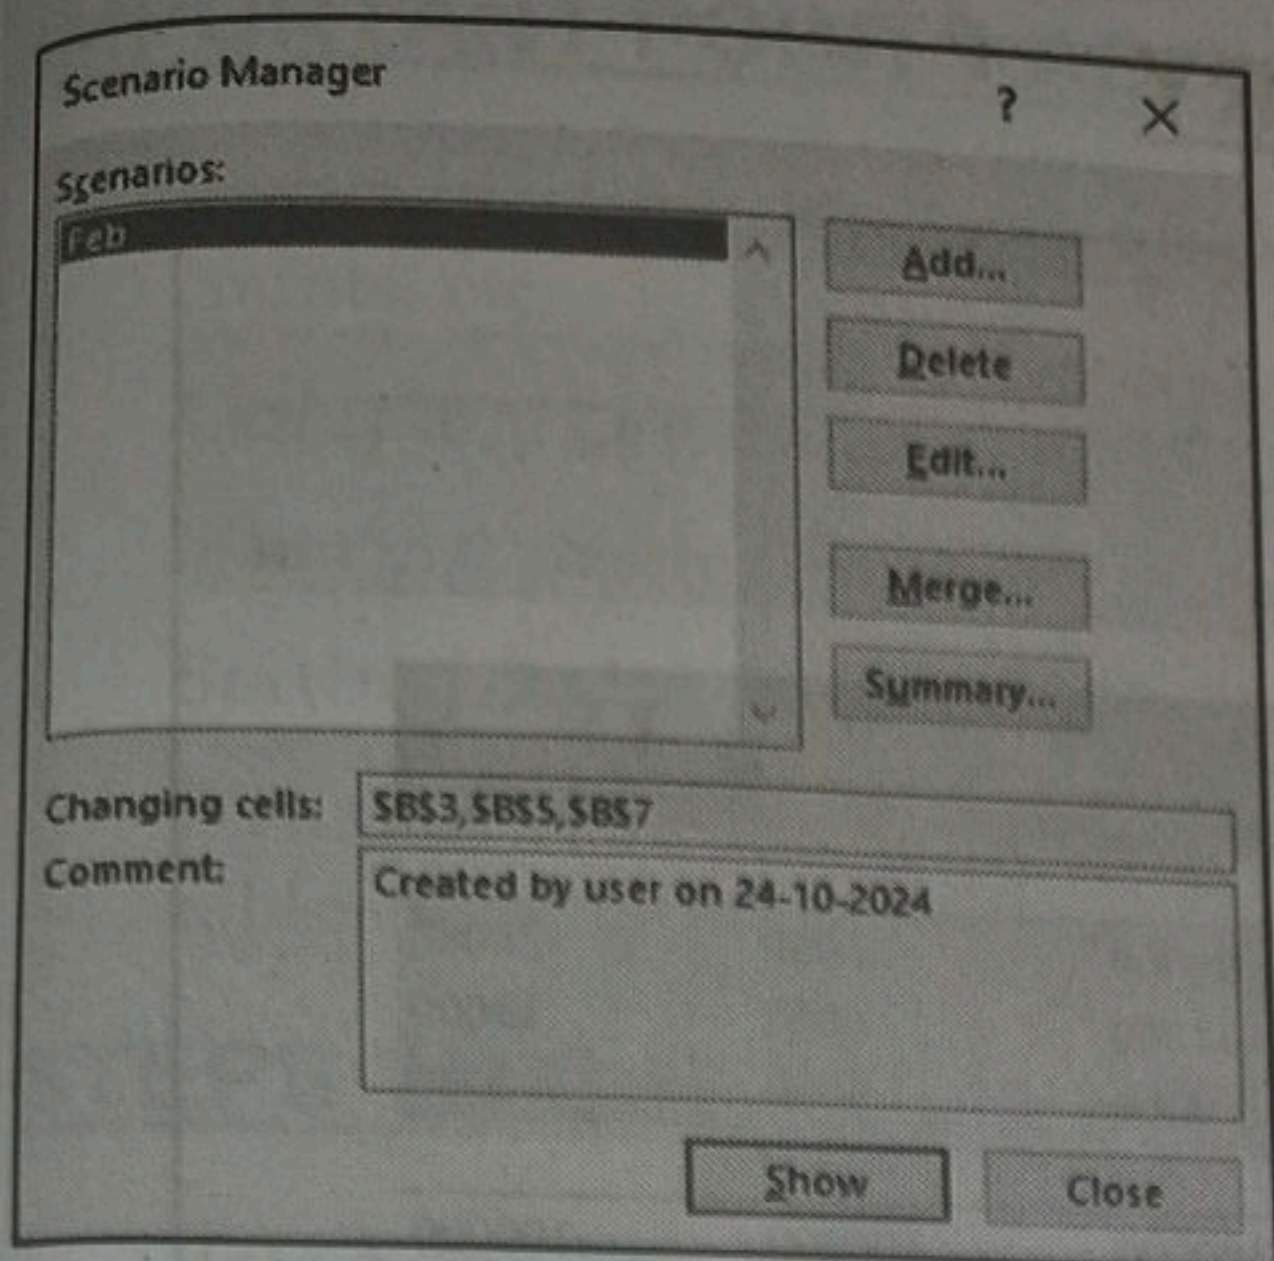 Scenario Manager
?
Scenarios:
Feb
Add...
Delete
Edit...
Merge...
Summary...
Changing cells: $B$3,$B$5,$B$7
Comment: Created by user on 24-10-2024
Show
Close